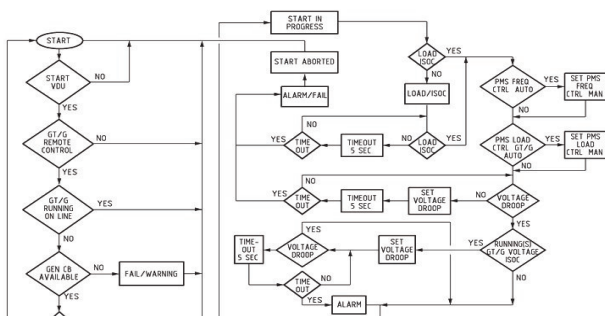 START
START
VDU
NO
YES
GT/G
REMOTE
CONTROL
NO
YES
GT/G
RUNNING
ON LINE
YES
NO
GEN CB
AVAILABLE
NO
FAIL/WARNING
YES
START IN
PROGRESS
START ABORTED
ALARM/FAIL
LOAD
ISOC
YES
NO
LOAD/ISOC
NO
YES
TIME
OUT
TIMEOUT
5 SEC
NO
LOAD
ISOC
YES
PMS FREQ
CTRL AUTO
YES
SET PMS
FREQ
CTRL MAN
NO
PMS LOAD
CTRL GT/G
AUTO
YES
SET PMS
LOAD
CTRL MAN
NO
NO
YES
TIME
OUT
TIMEOUT
5 SEC
SET
VOLTAGE
DROOP
NO
VOLTAGE
DROOP
YES
TIME-
OUT
5 SEC
YES
VOLTAGE
DROOP
NO
SET
VOLTAGE
DROOP
YES
RUNNING(S)
GT/G VOLTAGE
ISOC
TIME
OUT
NO
YES
ALARM
NO